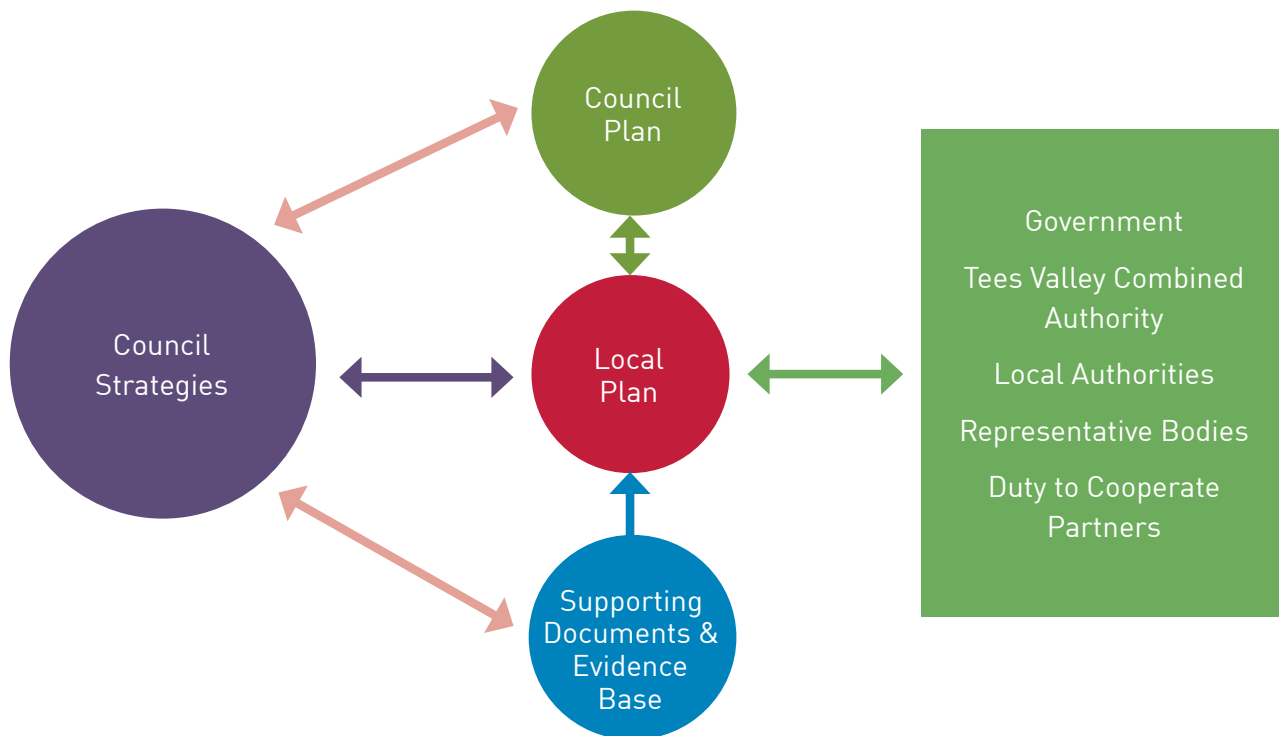 Council
Plan
Council
Strategies
Local
Plan
Supporting
Documents &
Evidence
Base
Government
Tees Valley Combined
Authority
Local Authorities
Representative Bodies
Duty to Cooperate
Partners